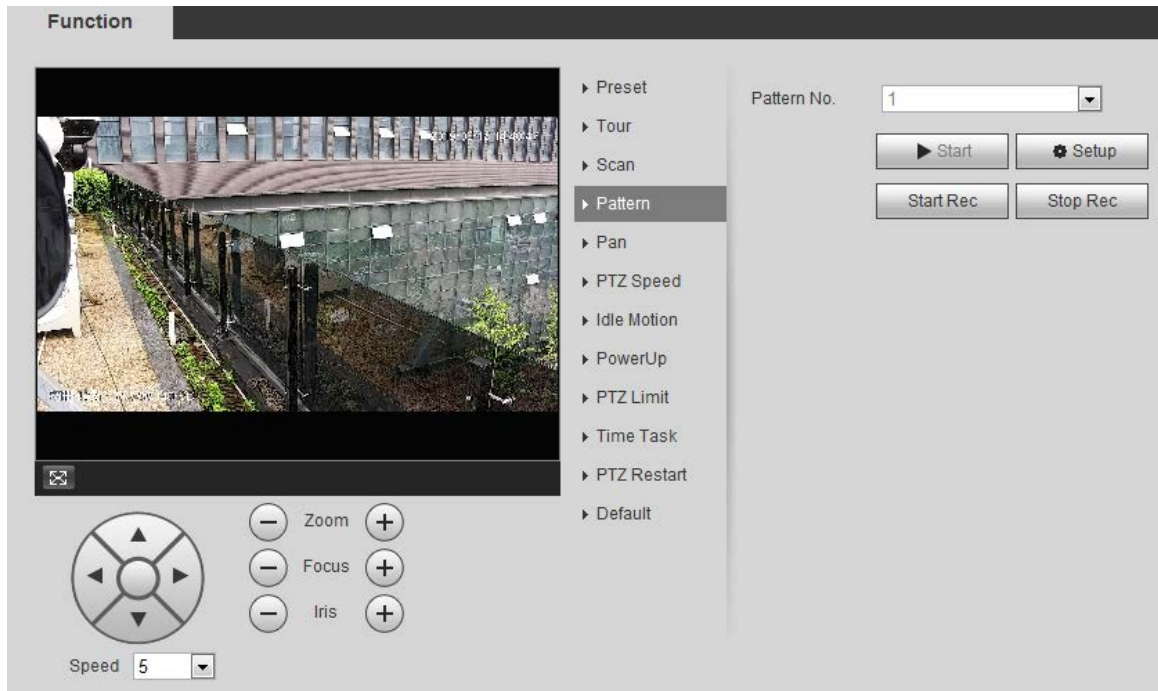 Function
Preset
Tour
Scan
Pattern
Pan
PTZ Speed
Idle Motion
PowerUp
PTZ Limit
Time Task
PTZ Restart
Default
Pattern No.
1
Start
Setup
Start Rec
Stop Rec
Zoom
Focus
Iris
Speed
5